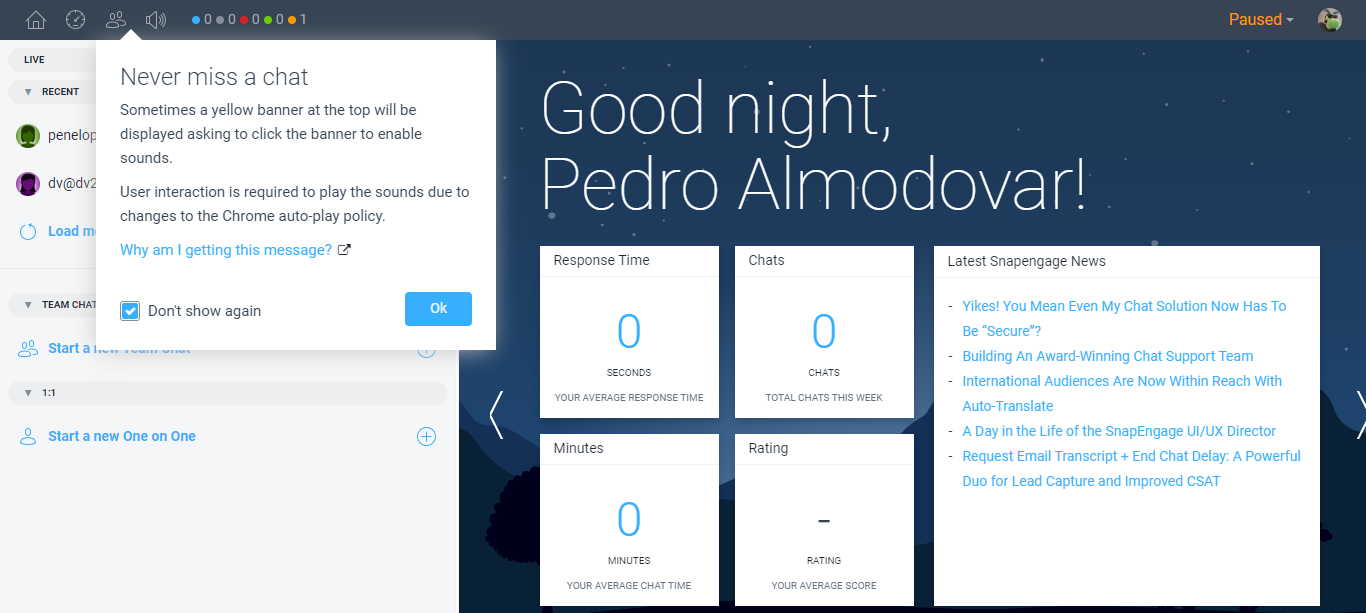 0 0 0 0 1
Paused
LIVE
RECENT
penelop
dv@dv2
Load m
TEAM CHAT
Start a new Team Chat
1:1
Start a new One on One
Never miss a chat
Sometimes a yellow banner at the top will be
displayed asking to click the banner to enable
sounds.
User interaction is required to play the sounds due to
changes to the Chrome auto-play policy.
Why am I getting this message?
Don't show again
Ok
Good night,
Pedro Almodovar!
Response Time
0
SECONDS
YOUR AVERAGE RESPONSE TIME
Chats
0
CHATS
TOTAL CHATS THIS WEEK
Minutes
0
MINUTES
YOUR AVERAGE CHAT TIME
Rating
-
RATING
YOUR AVERAGE SCORE
Latest Snapengage News
- Yikes! You Mean Even My Chat Solution Now Has To
Be “Secure”?
- Building An Award-Winning Chat Support Team
- International Audiences Are Now Within Reach With
Auto-Translate
- A Day in the Life of the SnapEngage UI/UX Director
- Request Email Transcript + End Chat Delay: A Powerful
Duo for Lead Capture and Improved CSAT